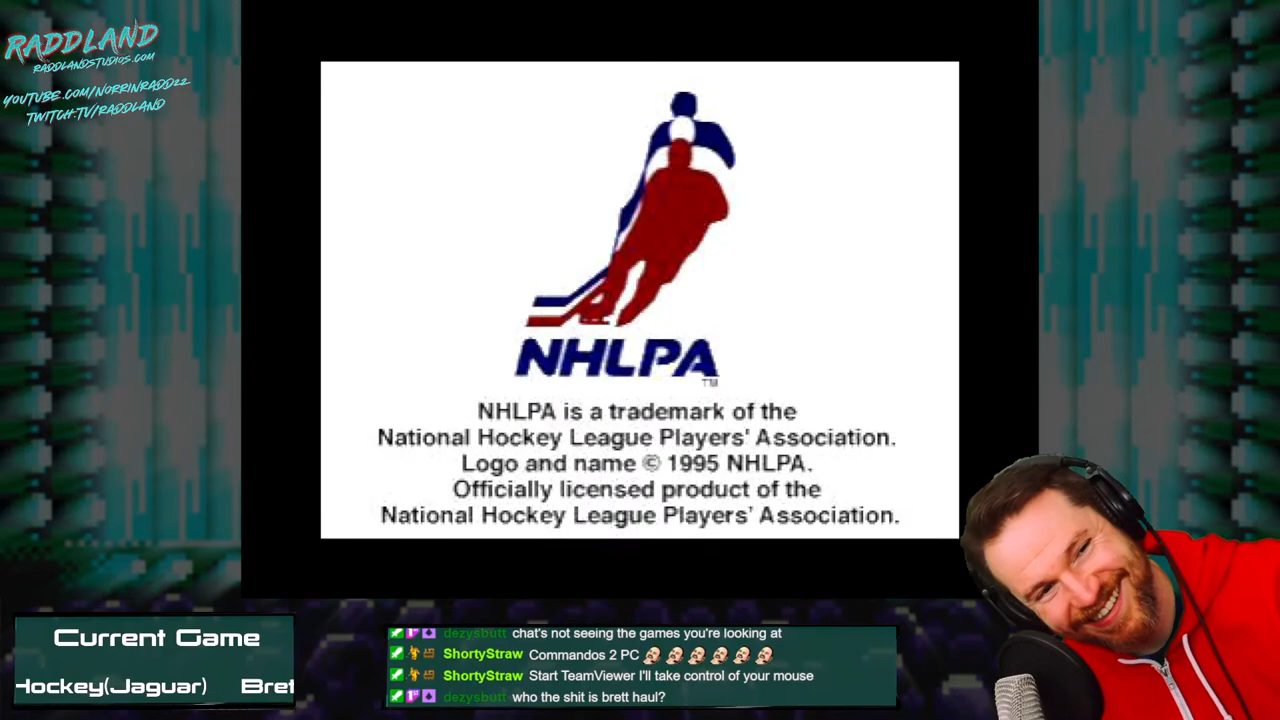 RADDLAND
RADDLANDSTUDIOS.COM
YOUTUBE.COM/NORRINRADD22
TWITCH.TV/RADDLAND
NHLPA
TM
NHLPA is a trademark of the
National Hockey League Players' Association.
Logo and name © 1995 NHLPA.
Officially licensed product of the
National Hockey League Players' Association.
Current Game
Hockey(Jaguar) Bret
dezysbutt chat's not seeing the games you're looking at
ShortyStraw Commandos 2 PC
ShortyStraw Start TeamViewer I'll take control of your mouse
dezysbutt who the shit is brett haul?